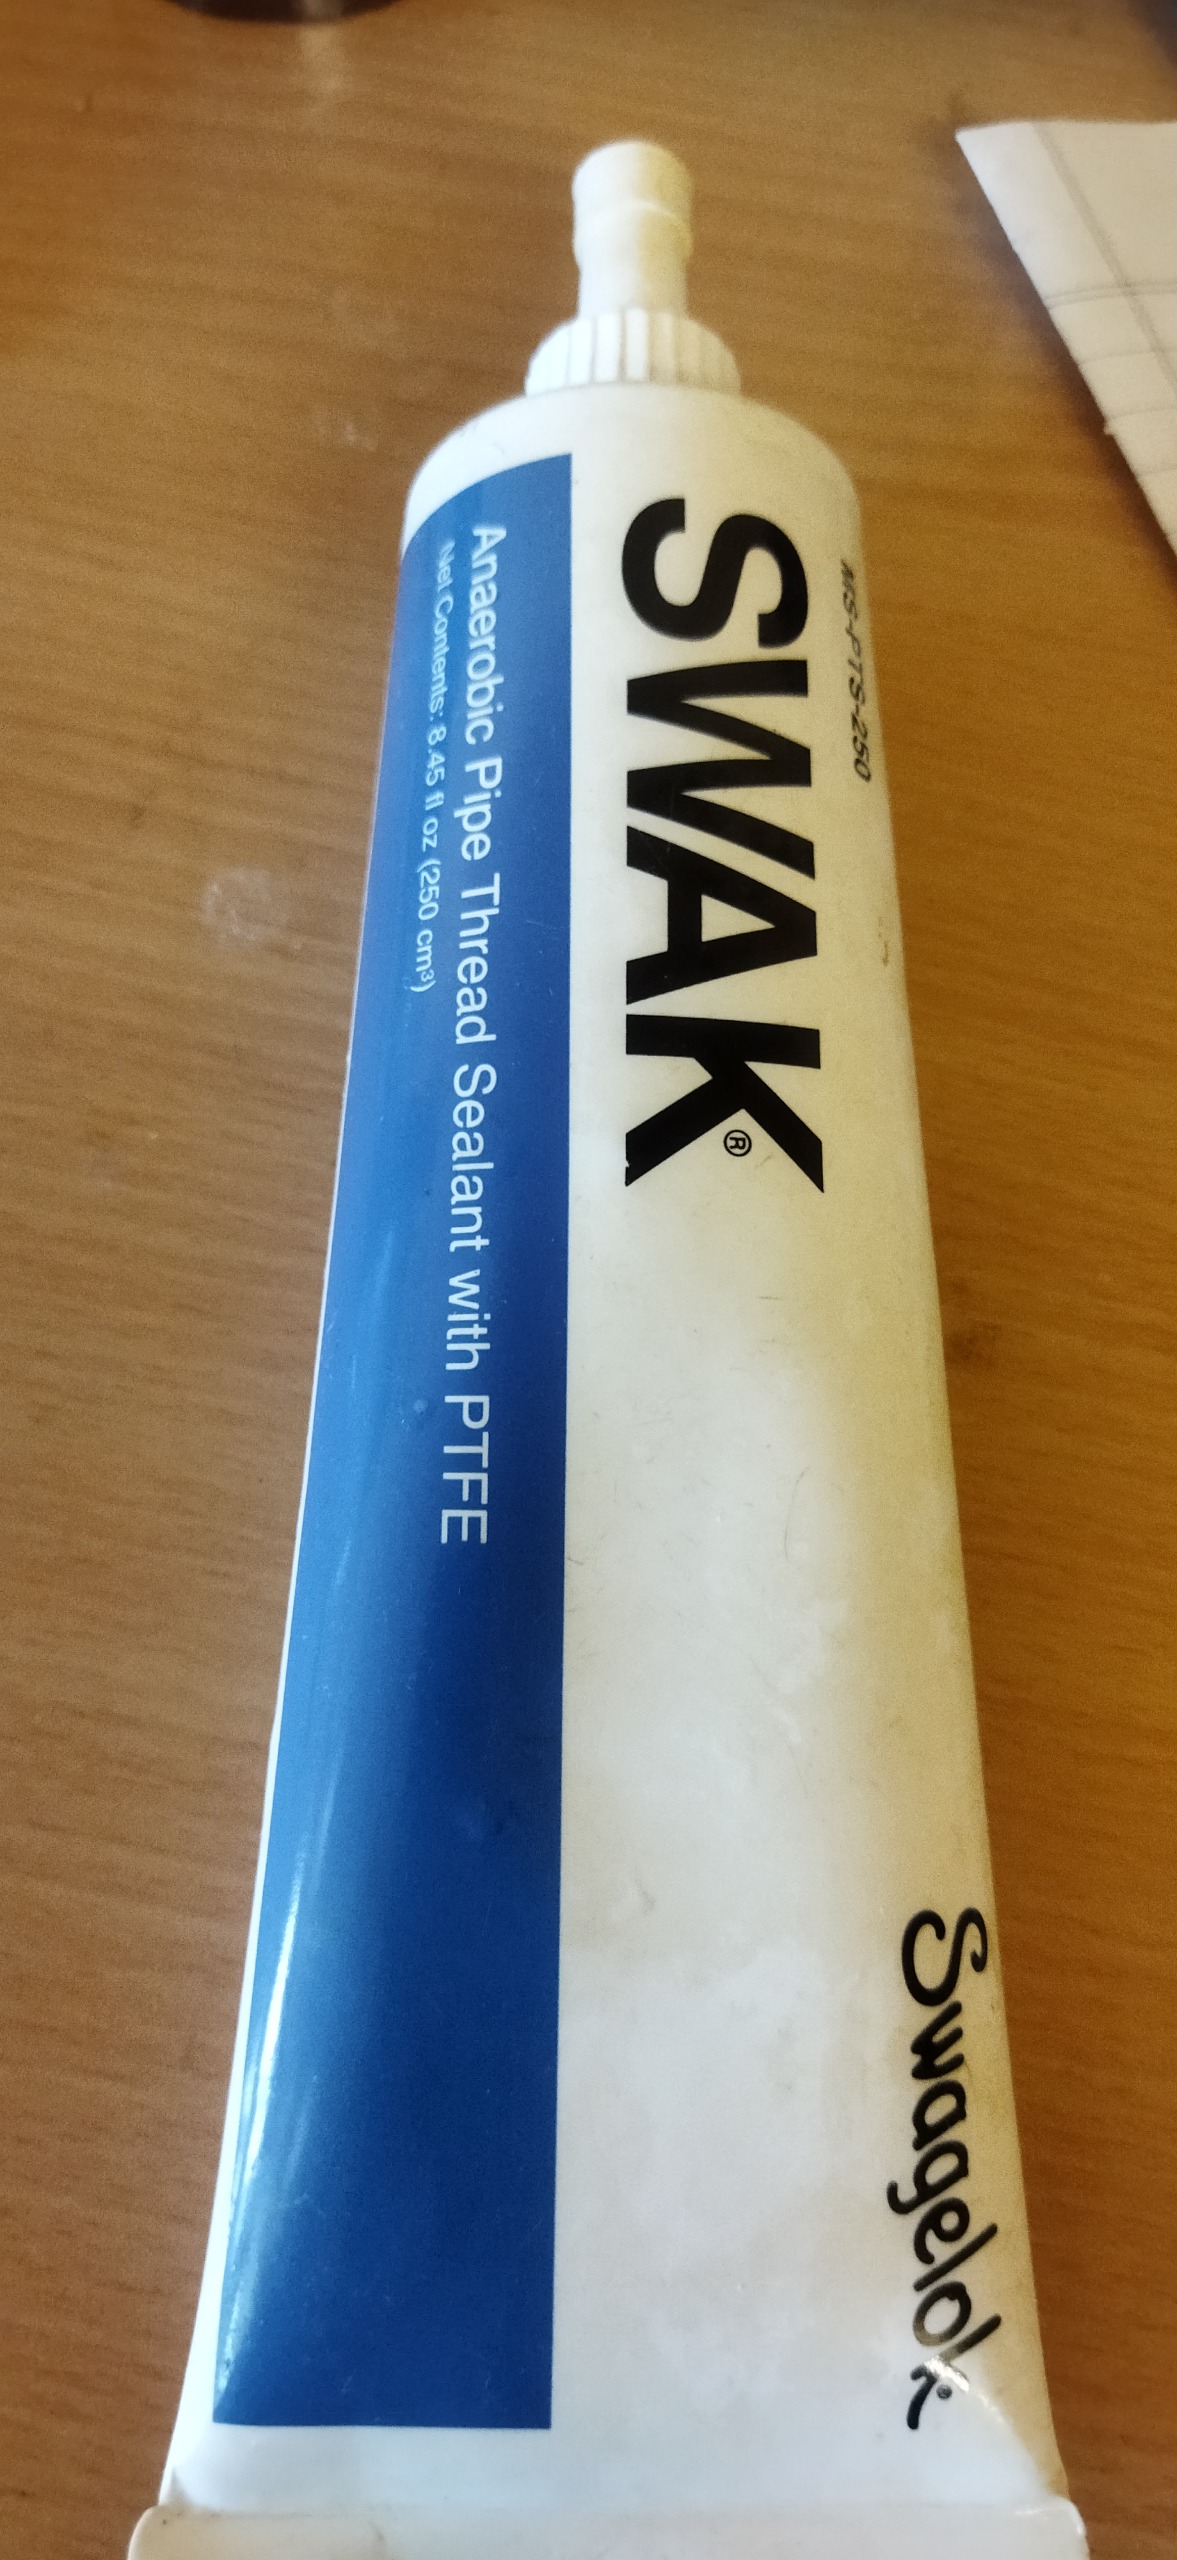 MS-PTS-250
SWAK®
Swagelok
Anaerobic Pipe Thread Sealant with PTFE
Net Contents: 8.45 fl oz (250 cm³)